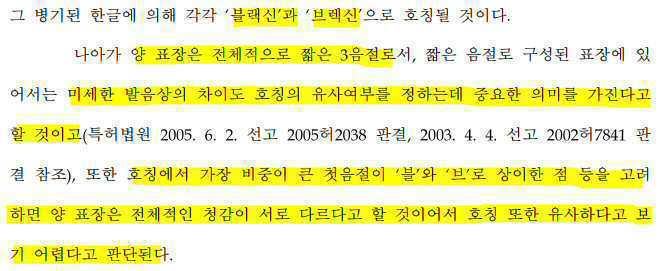 그 병기된 한글에 의해 각각 ‘블랙신’과 ‘브렉신’으로 호칭될 것이다.
나아가 양 표장은 전체적으로 짧은 3음절로서, 짧은 음절로 구성된 표장에 있
어서는 미세한 발음상의 차이도 호칭의 유사여부를 정하는데 중요한 의미를 가진다고
할 것이고(특허법원 2005. 6. 2. 선고 2005허2038 판결, 2003. 4. 4. 선고 2002허7841 판
결 참조), 또한 호칭에서 가장 비중이 큰 첫음절이 ‘블’와 ‘브’로 상이한 점 등을 고려
하면 양 표장은 전체적인 청감이 서로 다르다고 할 것이어서 호칭 또한 유사하다고 보
기 어렵다고 판단된다.